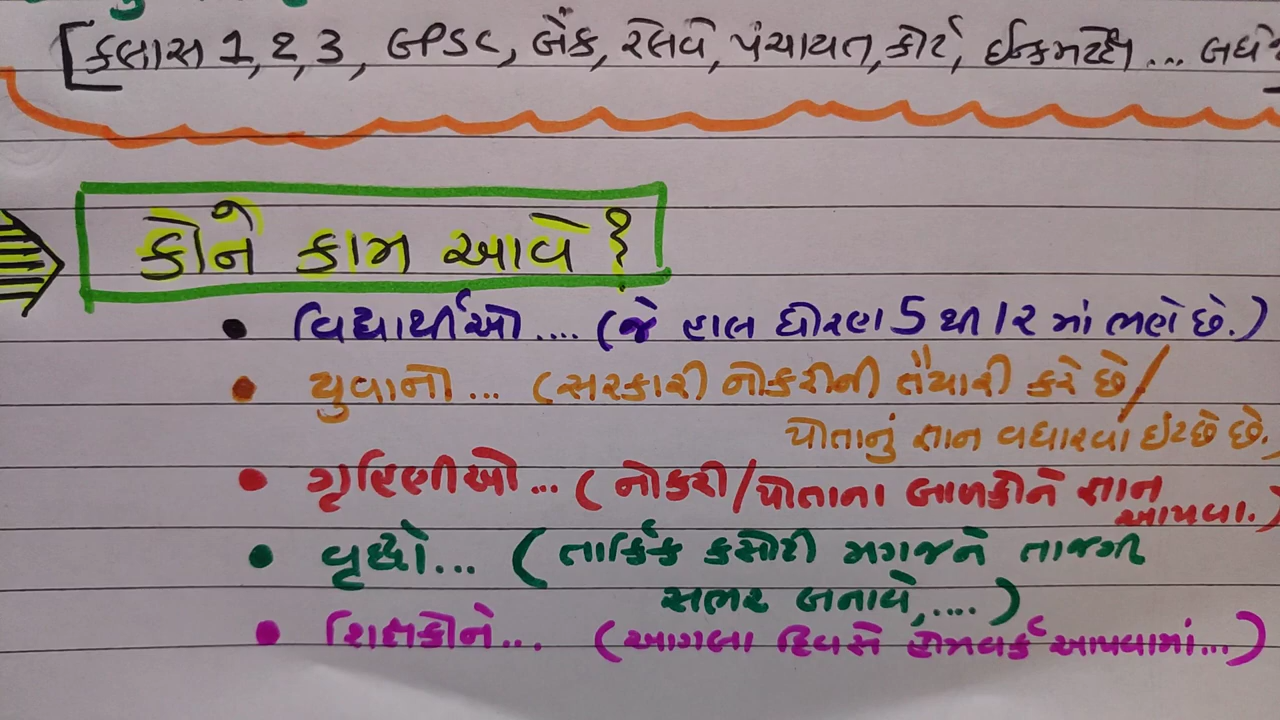 [ક્લાસ 1, 2, 3, GPSC, બેંક, રેલવે, પંચાયત, કોર્ટ, ઈન્કમટેક્ષ ... બધે
કોને કામ આવે ?
• વિદ્યાર્થીઓ.... (જે હાલ ધોરણ 5 થી 12 માં ભણે છે.)
• યુવાનો... (સરકારી નોકરીની તૈયારી કરે છે/
પોતાનું જ્ઞાન વધારવા ઈચ્છે છે.)
• ગૃહિણીઓ... (નોકરી/પોતાના બાળકોને જ્ઞાન
આપવા.)
• વૃદ્ધો... (તાર્કિક કસોટી મગજને તાજગી
સભર બનાવે,....)
• શિક્ષકોને... (આગલા દિવસે હોમવર્ક આપવામાં...)